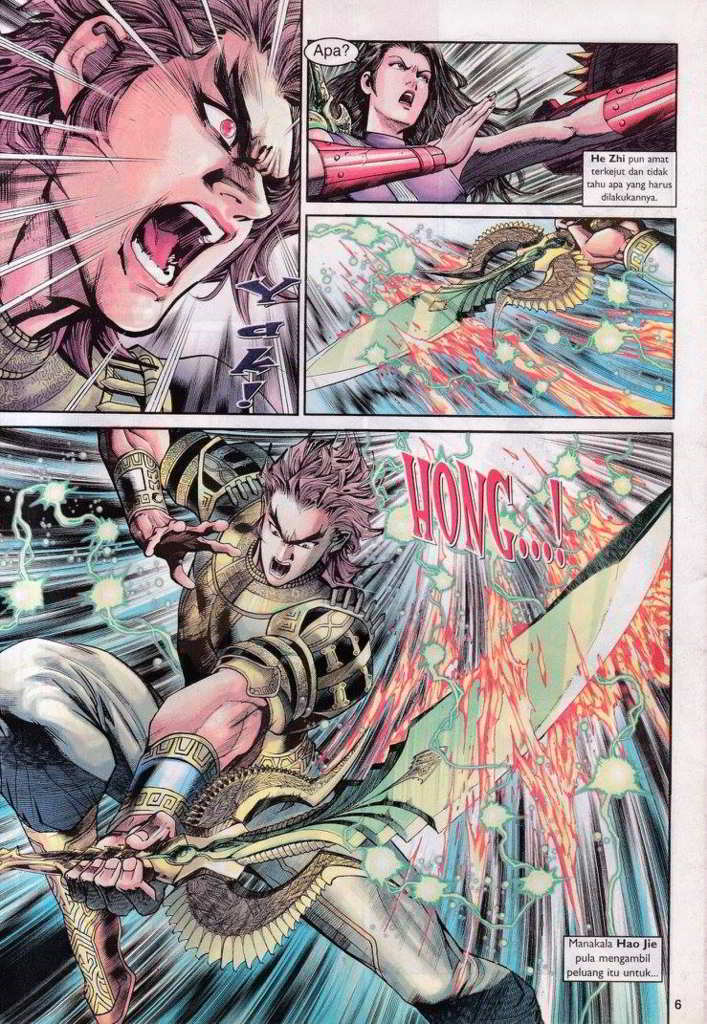 Apa?
He Zhi pun amat
terkejut dan tidak
tahu apa yang harus
dilakukannya.
Yak!
HONG....!
Manakala Hao Jie
pula mengambil
peluang itu untuk...
6